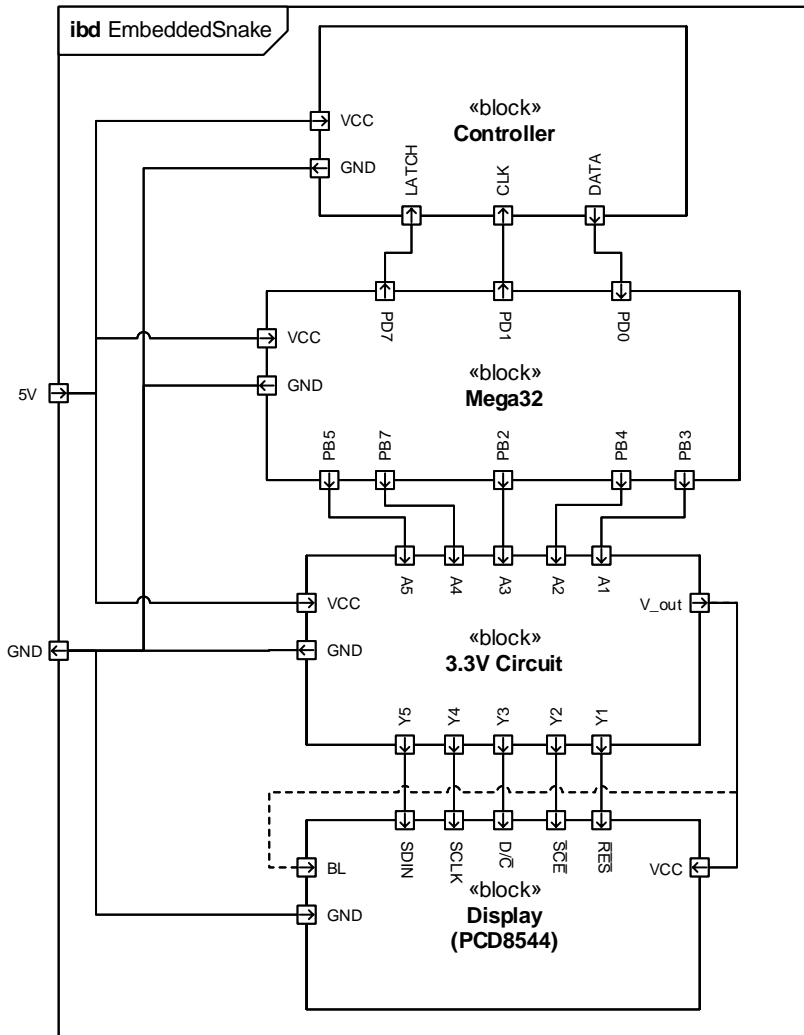 ibd EmbeddedSnake
«block»
Controller
VCC
GND
LATCH
CLK
DATA
PD7
PD1
PD0
VCC
GND
«block»
Mega32
5V
PB5
PB7
PB2
PB4
PB3
A5
A4
A3
A2
A1
VCC
GND
V_out
«block»
3.3V Circuit
GND
Y5
Y4
Y3
Y2
Y1
SDIN
SCLK
D/C̅
S̅C̅E̅
R̅E̅S̅
BL
GND
VCC
«block»
Display
(PCD8544)